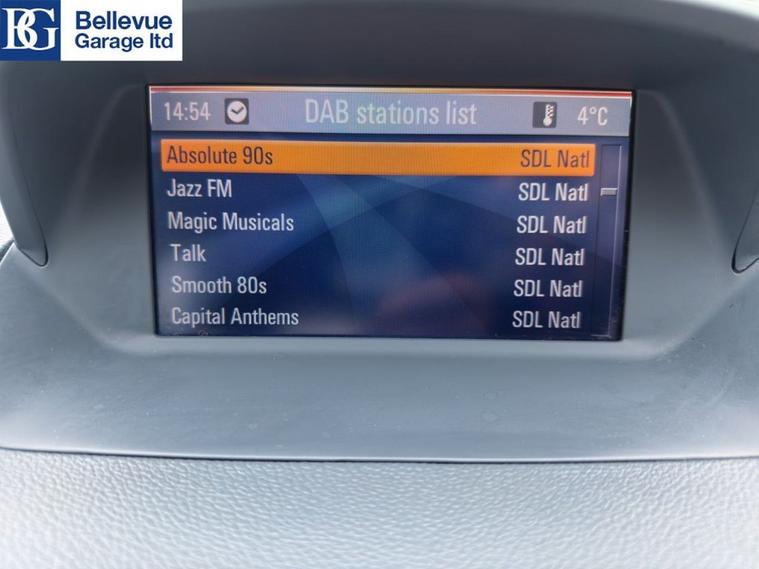 BG Bellevue
Garage ltd
14:54 DAB stations list 4°C
Absolute 90s SDL Natl
Jazz FM SDL Natl
Magic Musicals SDL Natl
Talk SDL Natl
Smooth 80s SDL Natl
Capital Anthems SDL Natl